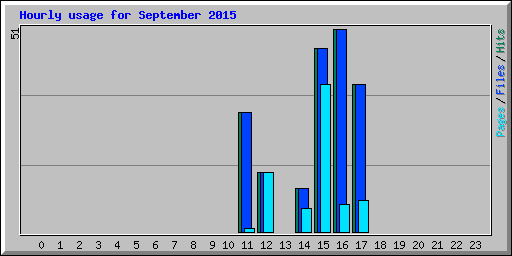 Hourly usage for September 2015
51
Pages/Files/Hits
0 1 2 3 4 5 6 7 8 9 10 11 12 13 14 15 16 17 18 19 20 21 22 23